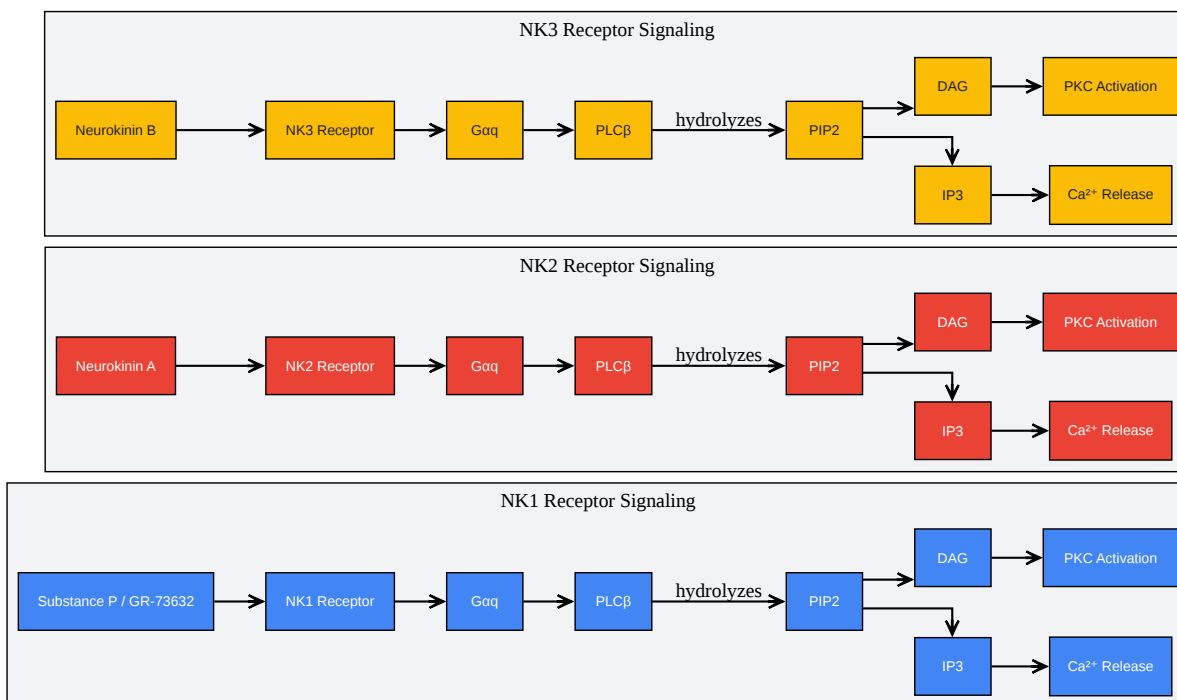 NK3 Receptor Signaling
DAG
PKC Activation
Neurokinin B
NK3 Receptor
Gαq
PLCβ
hydrolyzes
PIP2
IP3
Ca²⁺ Release
NK2 Receptor Signaling
DAG
PKC Activation
Neurokinin A
NK2 Receptor
Gαq
PLCβ
hydrolyzes
PIP2
IP3
Ca²⁺ Release
NK1 Receptor Signaling
DAG
PKC Activation
Substance P / GR-73632
NK1 Receptor
Gαq
PLCβ
hydrolyzes
PIP2
IP3
Ca²⁺ Release